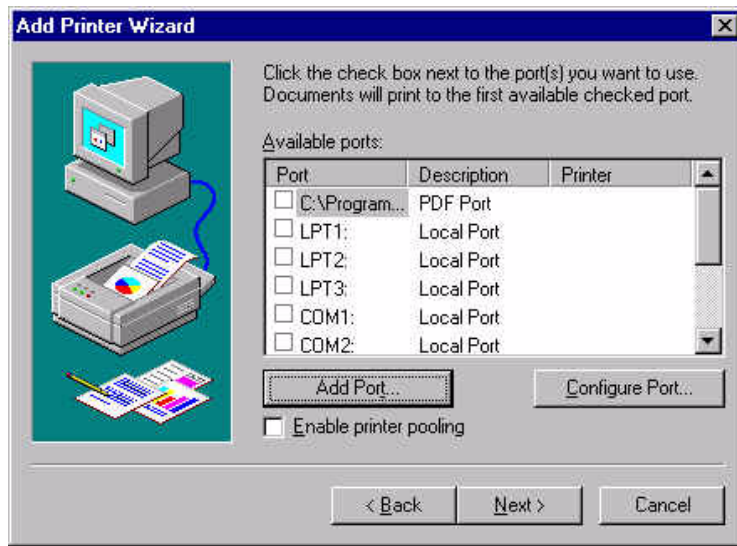 Add Printer Wizard
Click the check box next to the port(s) you want to use.
Documents will print to the first available checked port.
Available ports:
Port Description Printer
C:\Program... PDF Port
LPT1: Local Port
LPT2: Local Port
LPT3: Local Port
COM1: Local Port
COM2: Local Port
Add Port... Configure Port...
Enable printer pooling
< Back Next > Cancel